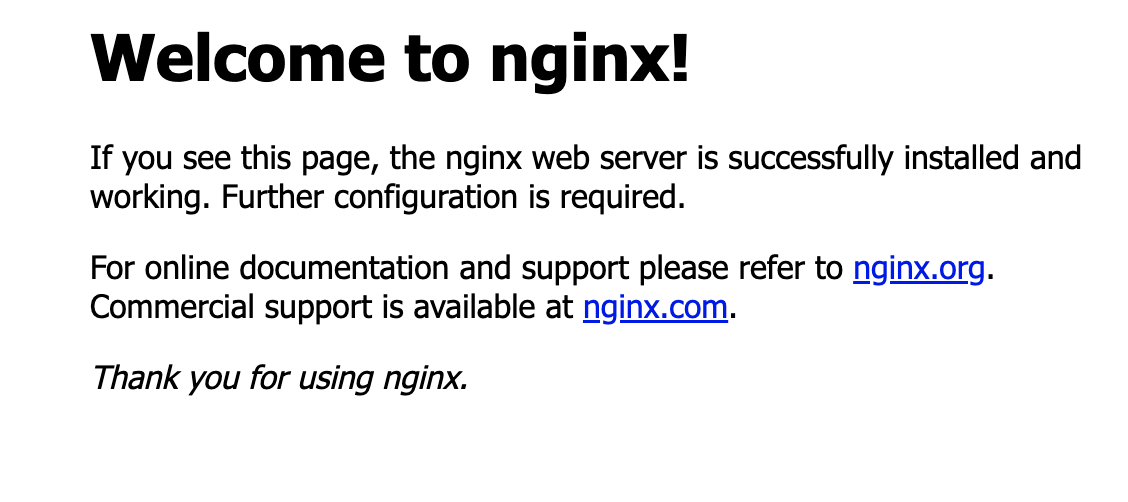 Welcome to nginx!
If you see this page, the nginx web server is successfully installed and
working. Further configuration is required.
For online documentation and support please refer to nginx.org.
Commercial support is available at nginx.com.
Thank you for using nginx.